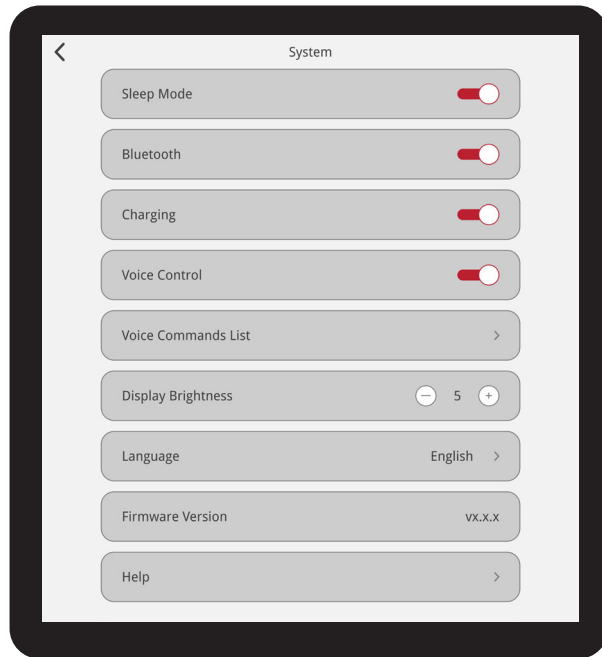 System
Sleep Mode
Bluetooth
Charging
Voice Control
Voice Commands List
Display Brightness 5
Language English
Firmware Version vx.x.x
Help